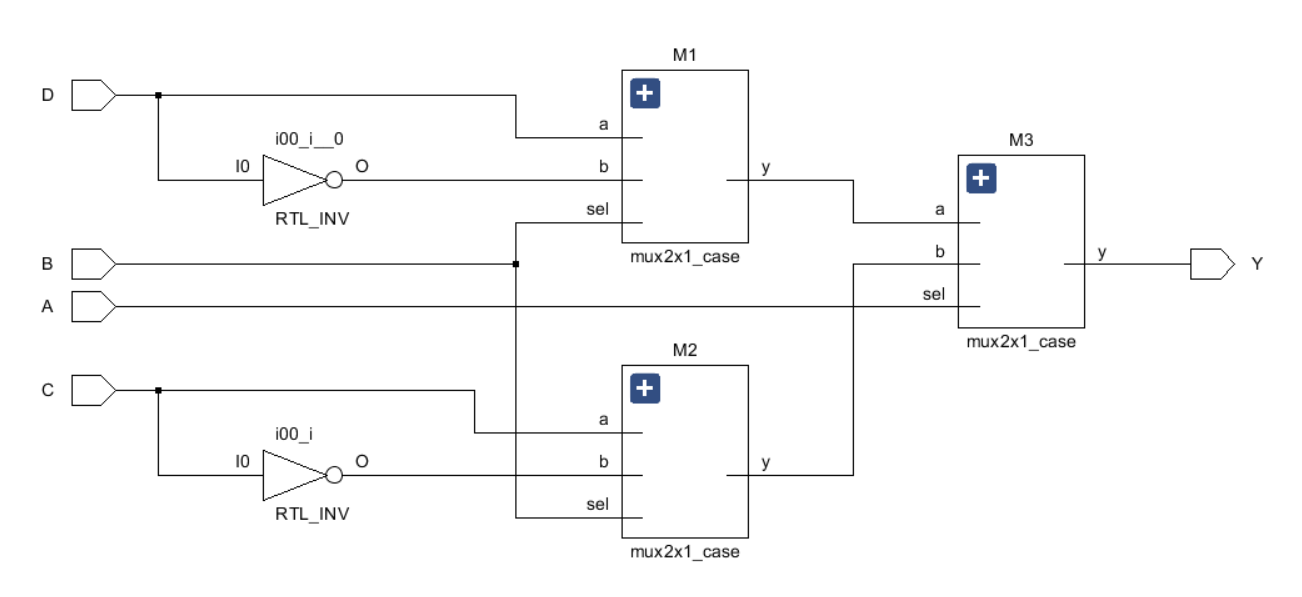 M1
D
a
i00_i__0
M3
I0
O
b
y
RTL_INV
sel
a
mux2x1_case
B
b
y
Y
A
sel
mux2x1_case
M2
C
a
i00_i
I0
O
b
y
RTL_INV
sel
mux2x1_case